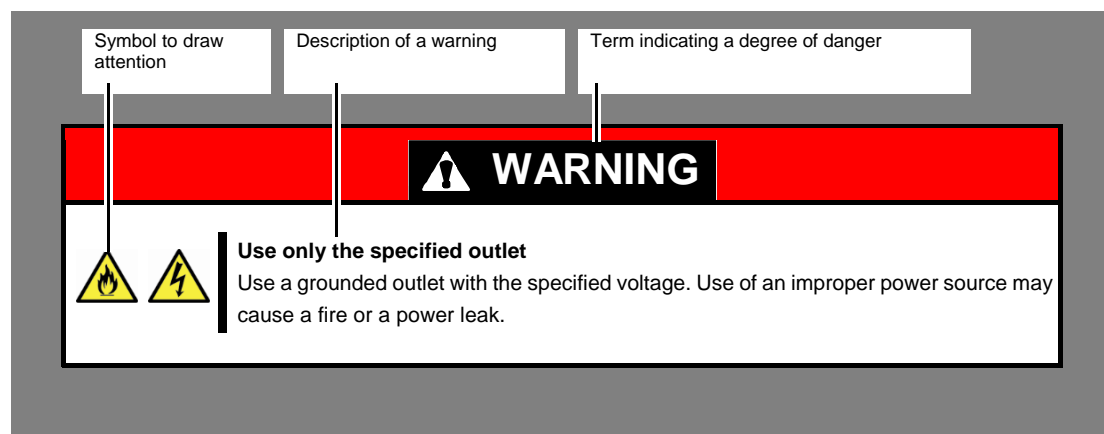 Symbol to draw
attention
Description of a warning
Term indicating a degree of danger
WARNING
Use only the specified outlet
Use a grounded outlet with the specified voltage. Use of an improper power source may
cause a fire or a power leak.